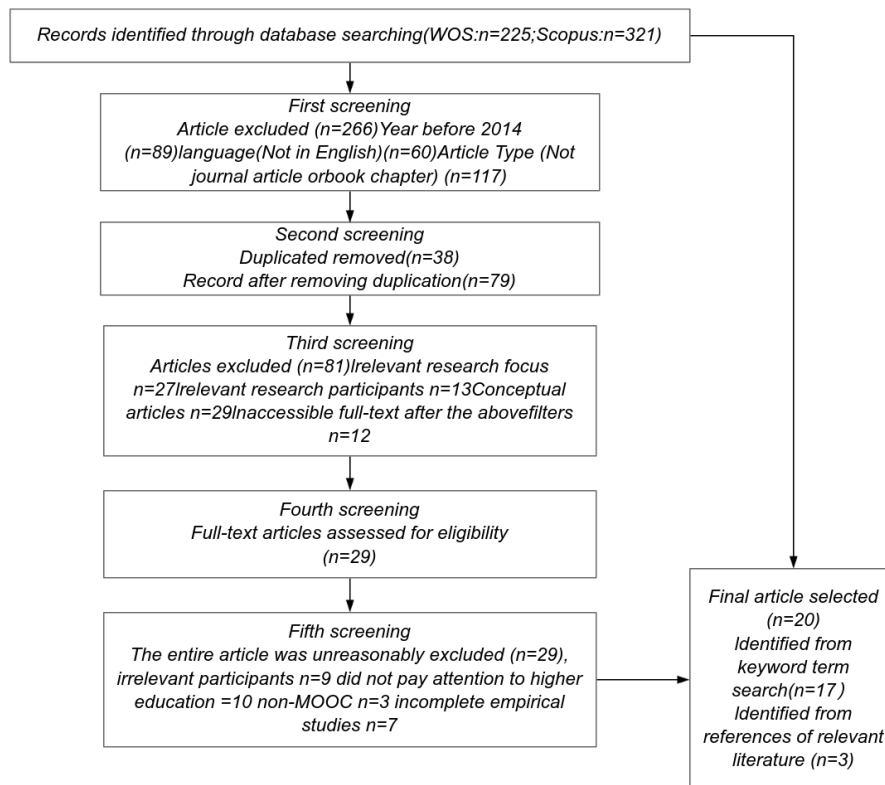 Records identified through database searching(WOS:n=225;Scopus:n=321)
First screening
Article excluded (n=266)Year before 2014
(n=89)language(Not in English)(n=60)Article Type (Not
journal article orbook chapter) (n=117)
Second screening
Duplicated removed(n=38)
Record after removing duplication(n=79)
Third screening
Articles excluded (n=81)Irelevant research focus
n=27Irelevant research participants n=13Conceptual
articles n=29Inaccessible full-text after the abovefilters
n=12
Fourth screening
Full-text articles assessed for eligibility
(n=29)
Fifth screening
The entire article was unreasonably excluded (n=29),
irrelevant participants n=9 did not pay attention to higher
education =10 non-MOOC n=3 incomplete empirical
studies n=7
Final article selected
(n=20)
Identified from
keyword term
search(n=17)
Identified from
references of relevant
literature (n=3)